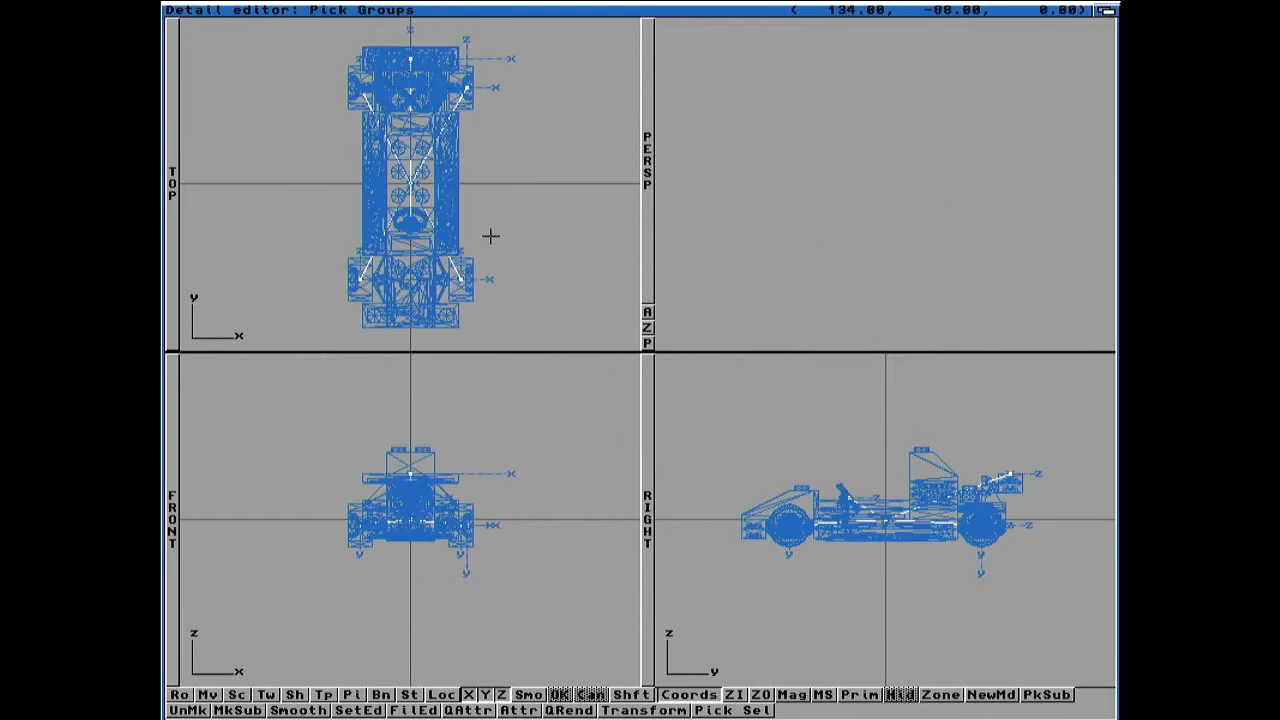 Detail editor: Pick Groups ( 134.00, -88.00, 0.00)
z
z
z
x
x
TOP
PERSP
z
z
x
y
x
A
Z
P
x
z
FRONT
RIGHT
x
z
y
y
y
y
y
y
z
x
z
y
Ro Mv Sc Tw Sh Tp Pi Bn St Loc X Y Z Smo OK Can Shft Coords ZI ZO Mag MS Prim Hid Zone NewMd PkSub
UnMk MkSub Smooth SetEd FilEd QAttr Attr QRend Transform Pick Sel